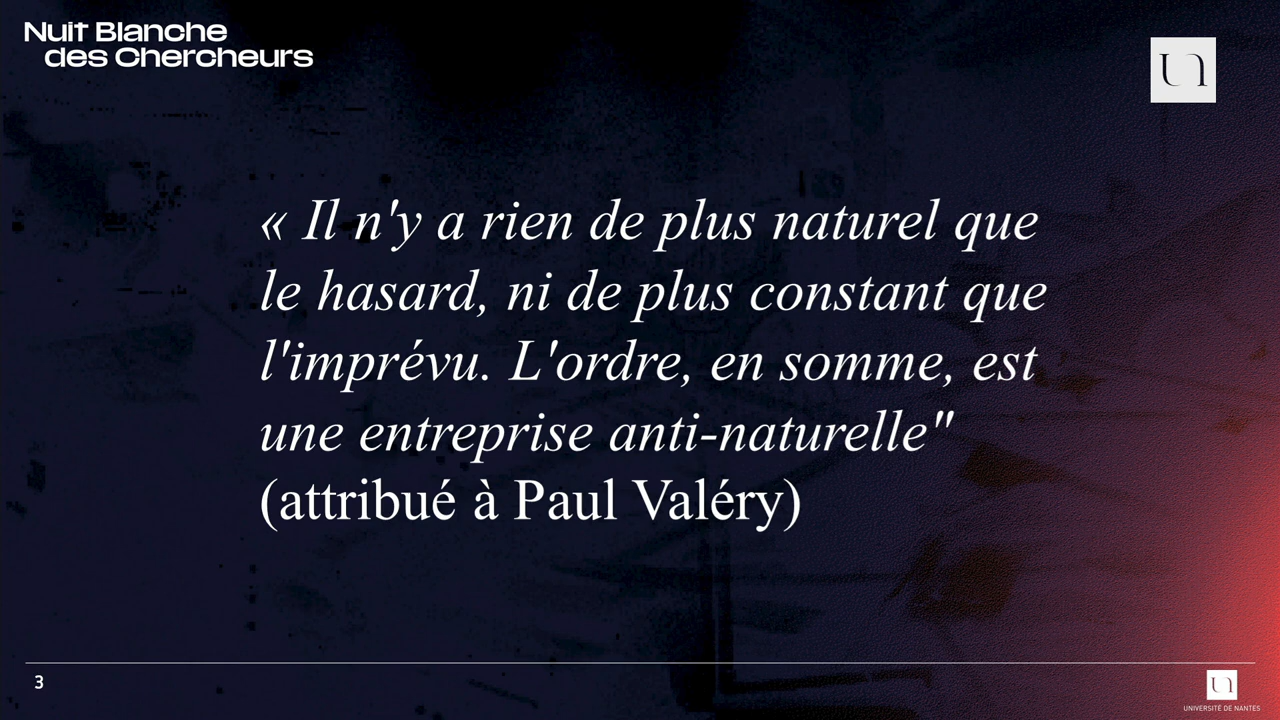 Nuit Blanche
des Chercheurs
« Il n'y a rien de plus naturel que
le hasard, ni de plus constant que
l'imprévu. L'ordre, en somme, est
une entreprise anti-naturelle"
(attribué à Paul Valéry)
3
UNIVERSITÉ DE NANTES